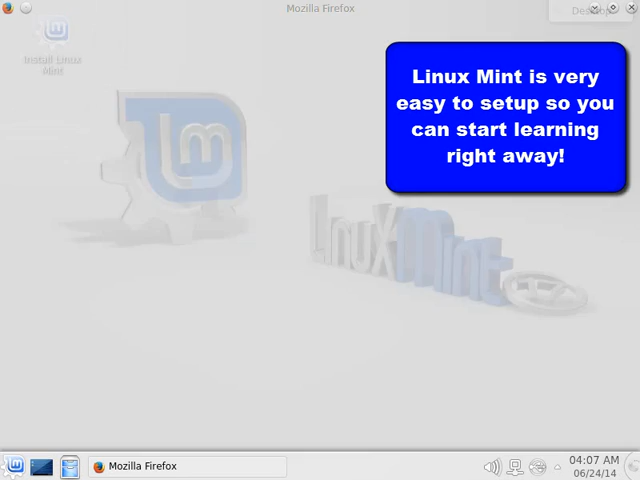 Mozilla Firefox
Desktop
Install Linux
Mint
Linux Mint is very
easy to setup so you
can start learning
right away!
lm
LinuxMint 17
Mozilla Firefox
04:07 AM
06/24/14